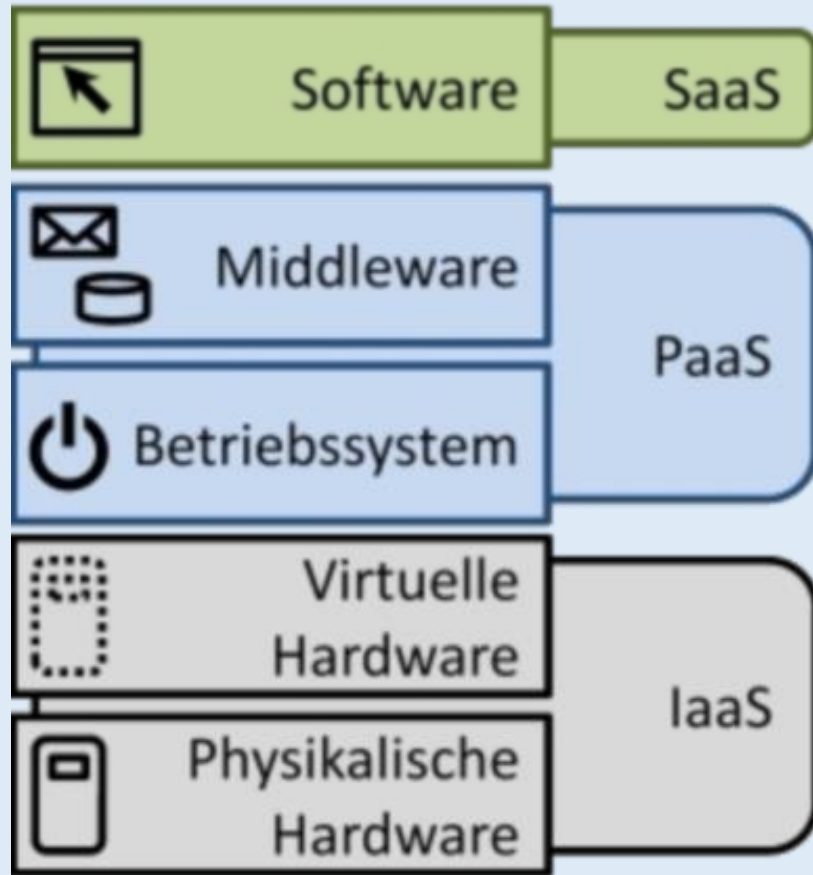 Software
SaaS
Middleware
PaaS
Betriebssystem
Virtuelle
Hardware
IaaS
Physikalische
Hardware